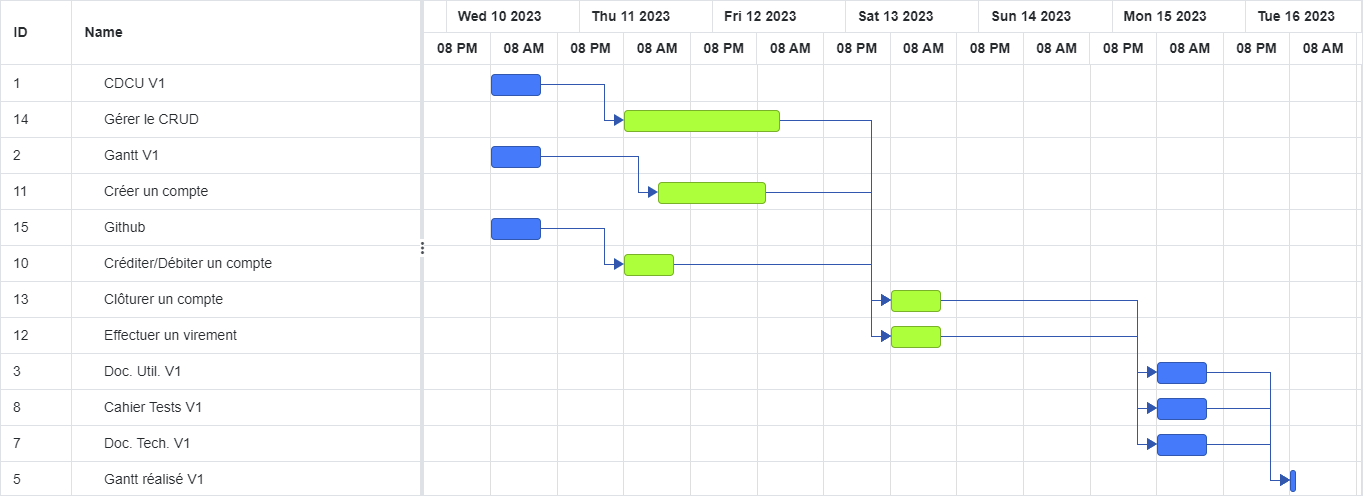 ID Name Wed 10 2023 Thu 11 2023 Fri 12 2023 Sat 13 2023 Sun 14 2023 Mon 15 2023 Tue 16 2023
08 PM 08 AM 08 PM 08 AM 08 PM 08 AM 08 PM 08 AM 08 PM 08 AM 08 PM 08 AM 08 PM 08 AM
1 CDCU V1
14 Gérer le CRUD
2 Gantt V1
11 Créer un compte
15 Github
10 Créditer/Débiter un compte
13 Clôturer un compte
12 Effectuer un virement
3 Doc. Util. V1
8 Cahier Tests V1
7 Doc. Tech. V1
5 Gantt réalisé V1